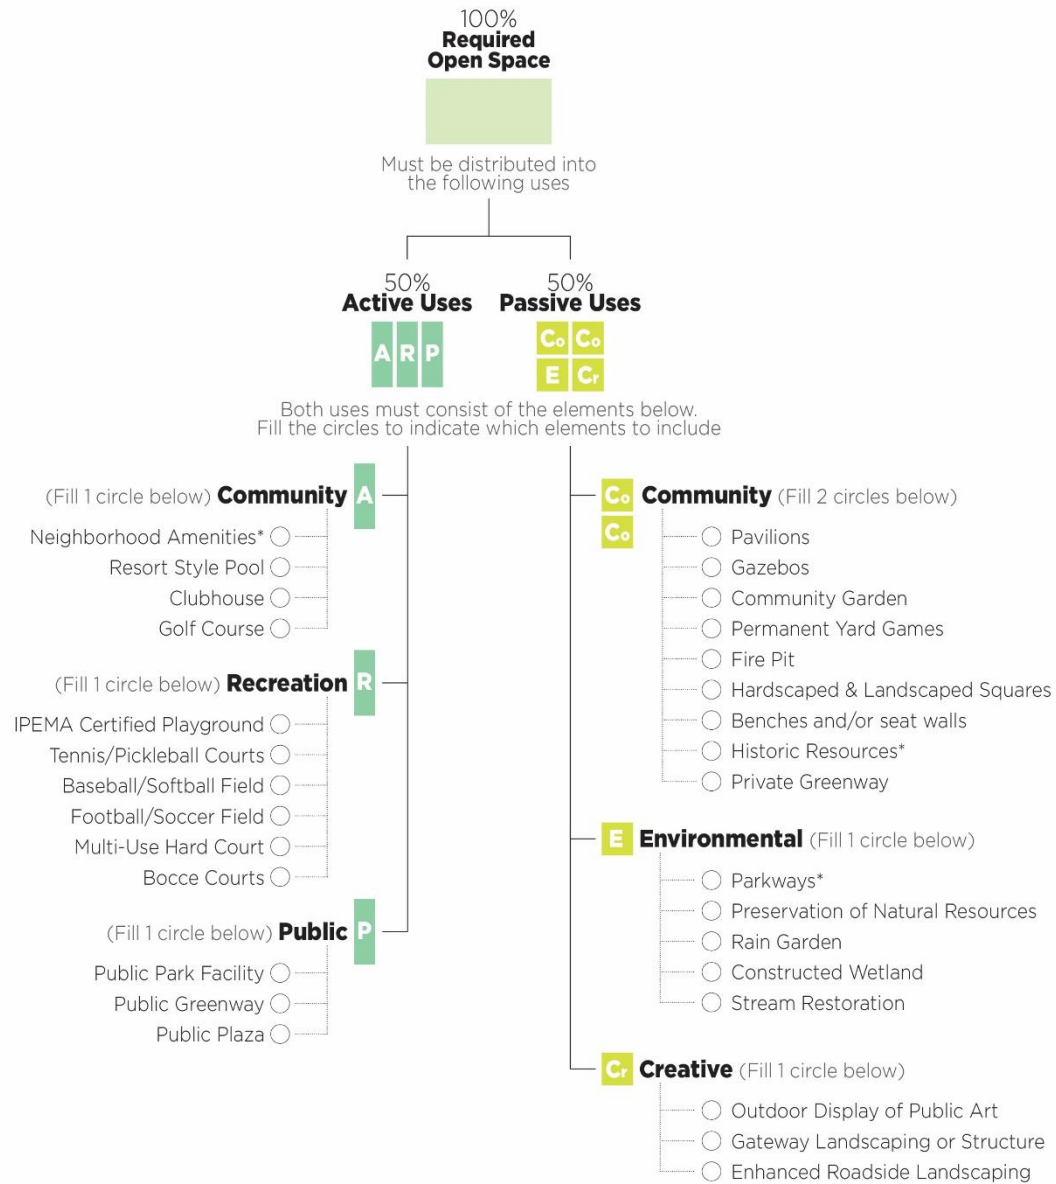 100%
Required
Open Space
Must be distributed into
the following uses
50%
Active Uses
A R P
50%
Passive Uses
Co Co
E Cr
Both uses must consist of the elements below.
Fill the circles to indicate which elements to include
(Fill 1 circle below) Community A
Neighborhood Amenities*
Resort Style Pool
Clubhouse
Golf Course
(Fill 1 circle below) Recreation R
IPEMA Certified Playground
Tennis/Pickleball Courts
Baseball/Softball Field
Football/Soccer Field
Multi-Use Hard Court
Bocce Courts
(Fill 1 circle below) Public P
Public Park Facility
Public Greenway
Public Plaza
Co Community (Fill 2 circles below)
Co
Pavilions
Gazebos
Community Garden
Permanent Yard Games
Fire Pit
Hardscaped & Landscaped Squares
Benches and/or seat walls
Historic Resources*
Private Greenway
E Environmental (Fill 1 circle below)
Parkways*
Preservation of Natural Resources
Rain Garden
Constructed Wetland
Stream Restoration
Cr Creative (Fill 1 circle below)
Outdoor Display of Public Art
Gateway Landscaping or Structure
Enhanced Roadside Landscaping